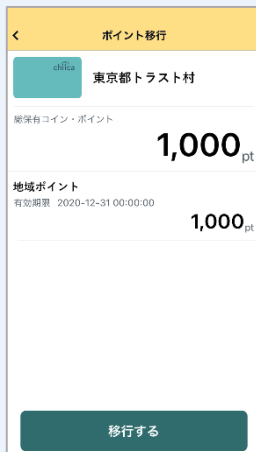 ポイント移行
chiica
東京都トラスト村
総保有コイン・ポイント
1,000pt
地域ポイント
有効期限 2020-12-31 00:00:00
1,000pt
移行する